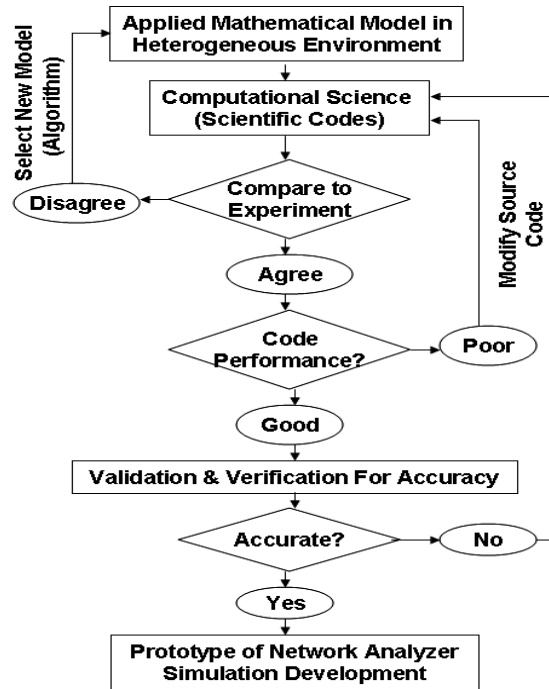 Applied Mathematical Model in
Heterogeneous Environment
Select New Model
(Algorithm)
Computational Science
(Scientific Codes)
Compare to
Experiment
Disagree
Modify Source
Code
Agree
Code
Performance?
Poor
Good
Validation & Verification For Accuracy
Accurate?
No
Yes
Prototype of Network Analyzer
Simulation Development